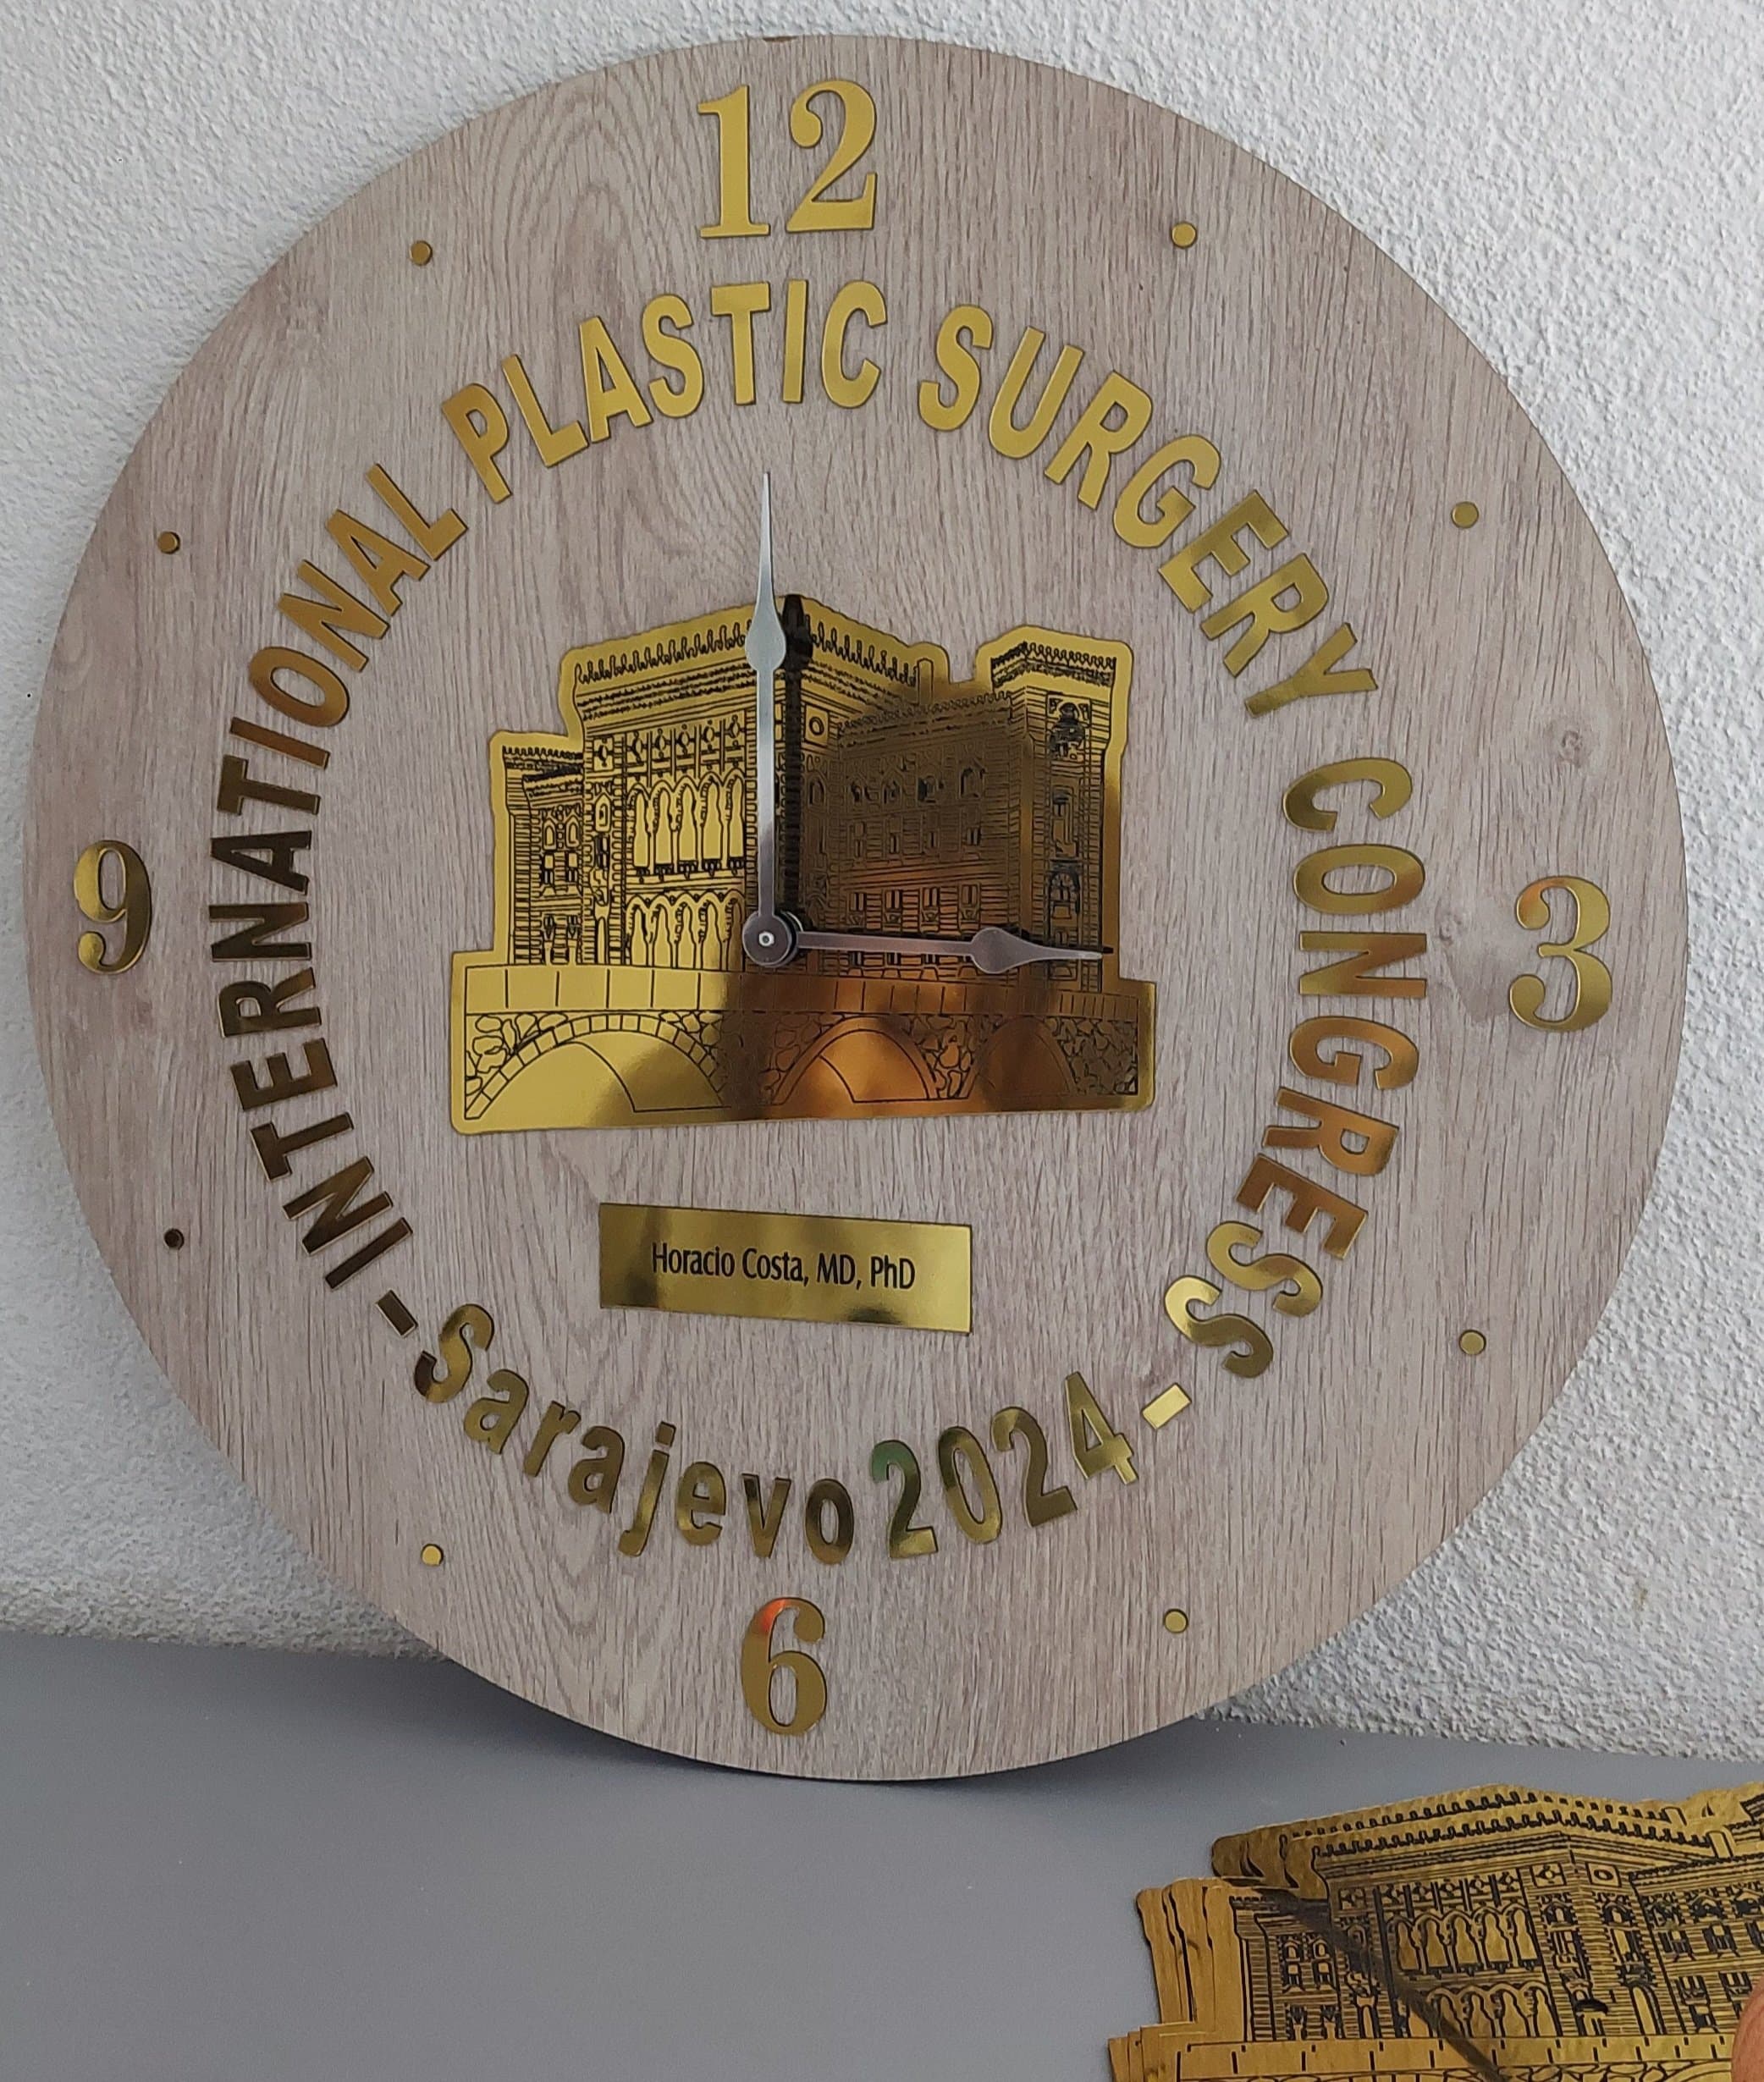 12
INTERNATIONAL PLASTIC SURGERY CONGRESS
9
3
Horacio Costa, MD, PhD
- Sarajevo 2024 -
6